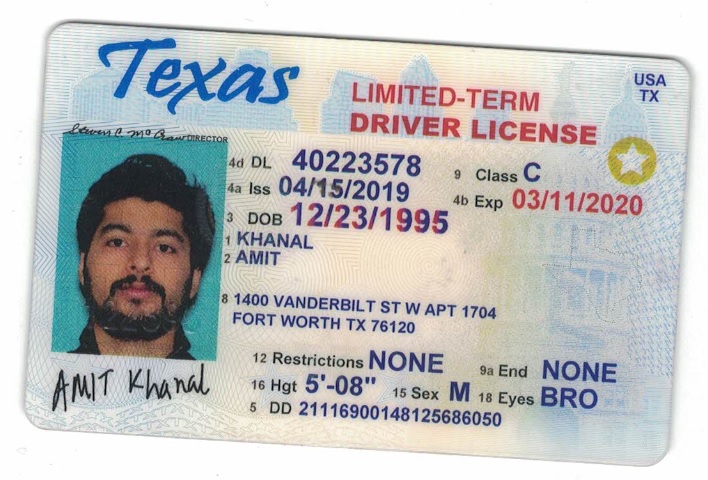 Texas
USA
TX
LIMITED-TERM
DRIVER LICENSE
DIRECTOR
4d DL 40223578
9 Class C
4a Iss 04/15/2019
4b Exp 03/11/2020
3 DOB 12/23/1995
1 KHANAL
2 AMIT
8 1400 VANDERBILT ST W APT 1704
FORT WORTH TX 76120
12 Restrictions NONE
9a End NONE
16 Hgt 5'-08"
15 Sex M
18 Eyes BRO
5 DD 21116900148125686050
AMIT Khanal